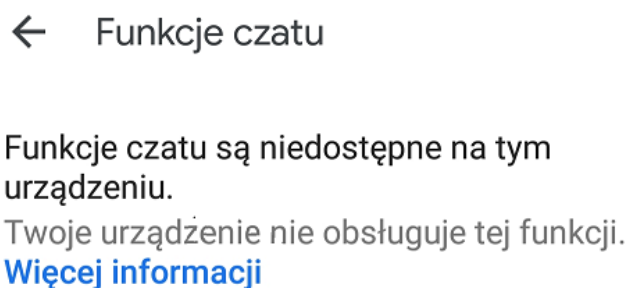 Funkcje czatu
Funkcje czatu są niedostępne na tym
urządzeniu.
Twoje urządzenie nie obsługuje tej funkcji.
Więcej informacji